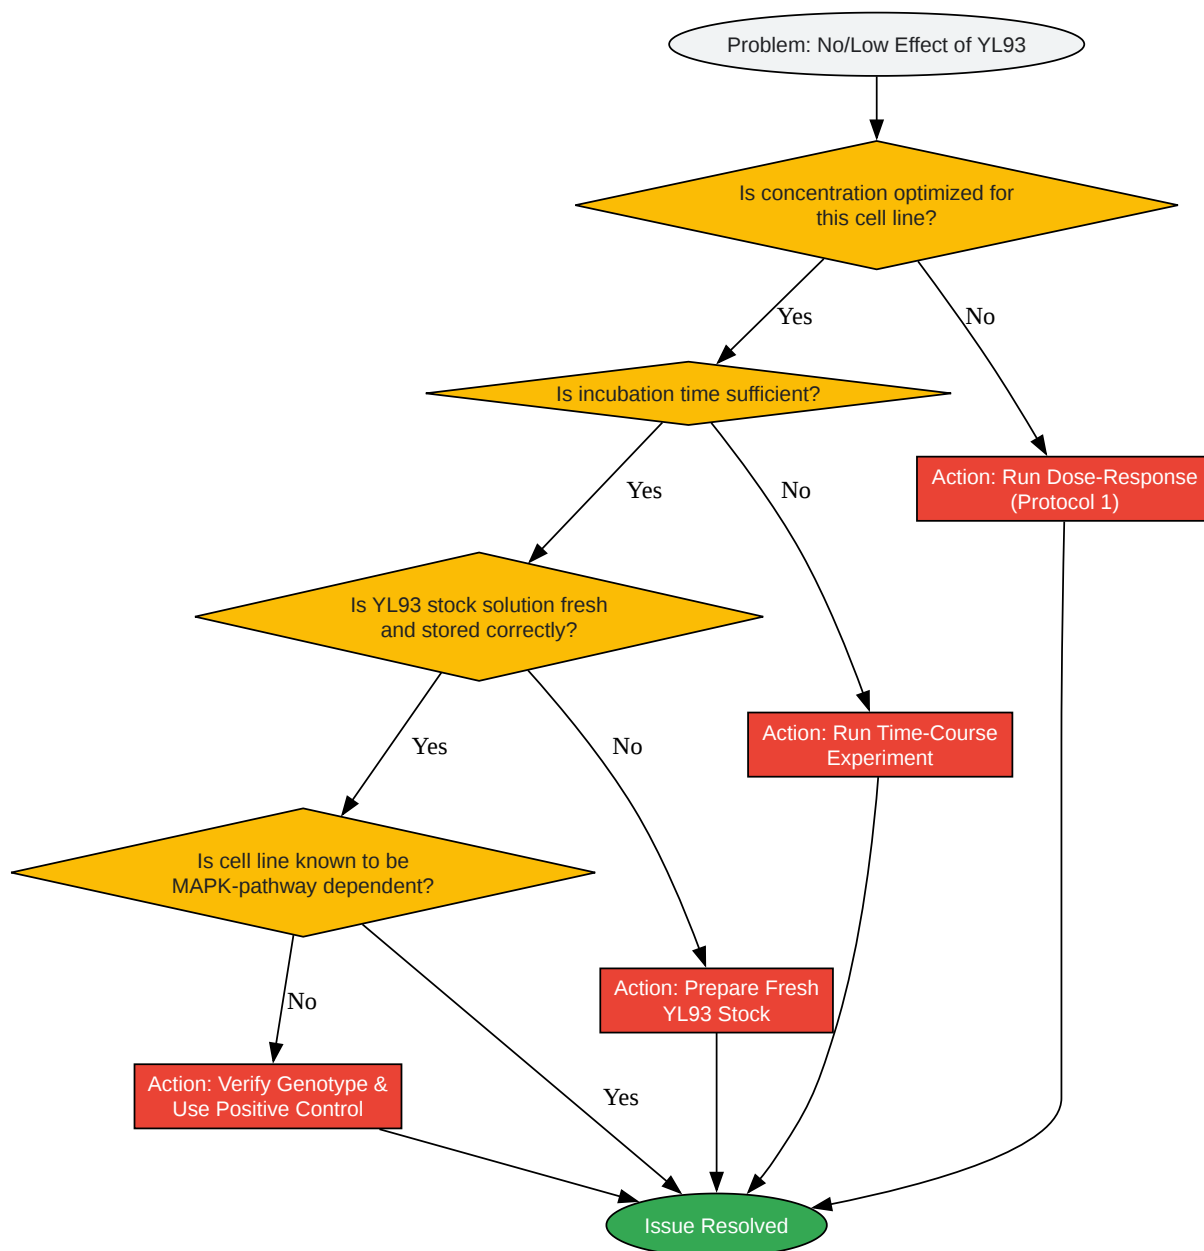 Problem: No/Low Effect of YL93
Is concentration optimized for
this cell line?
Yes
No
Is incubation time sufficient?
Action: Run Dose-Response
(Protocol 1)
Yes
No
Is YL93 stock solution fresh
and stored correctly?
Action: Run Time-Course
Experiment
Yes
No
Is cell line known to be
MAPK-pathway dependent?
Action: Prepare Fresh
YL93 Stock
No
Action: Verify Genotype &
Use Positive Control
Yes
Issue Resolved